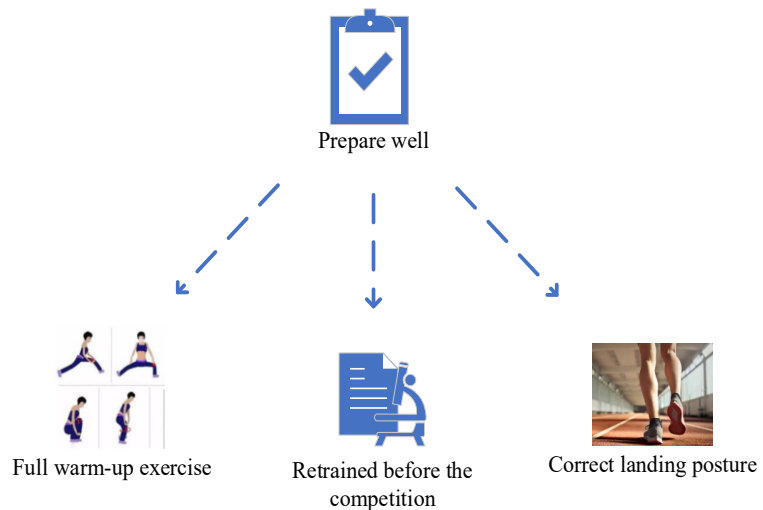 Prepare well
Full warm-up exercise
Retrained before the
competition
Correct landing posture